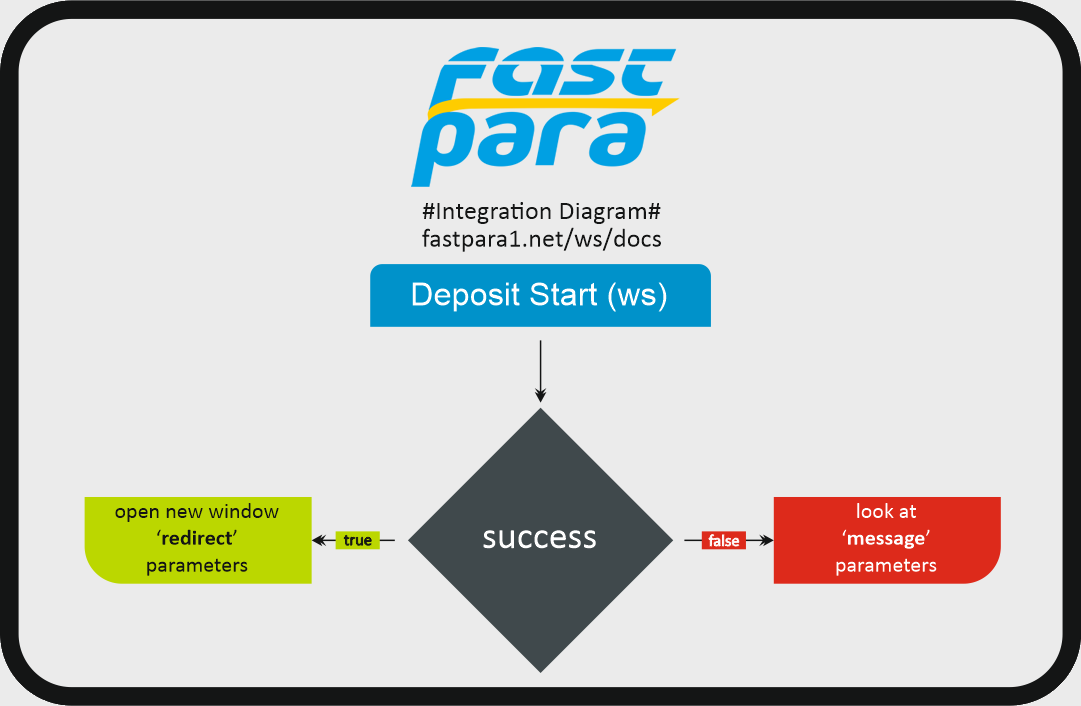 Fast
para
#Integration Diagram#
fastpara1.net/ws/docs
Deposit Start (ws)
success
open new window
‘redirect’
parameters
true
false
look at
‘message’
parameters